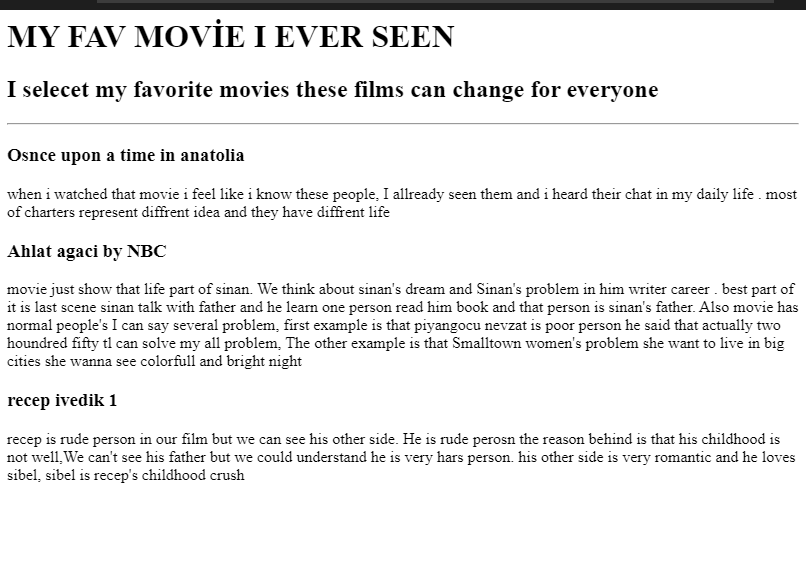 MY FAV MOVİE I EVER SEEN
I selecet my favorite movies these films can change for everyone
Osnce upon a time in anatolia
when i watched that movie i feel like i know these people, I allready seen them and i heard their chat in my daily life . most
of charters represent diffrent idea and they have diffrent life
Ahlat agaci by NBC
movie just show that life part of sinan. We think about sinan's dream and Sinan's problem in him writer career . best part of
it is last scene sinan talk with father and he learn one person read him book and that person is sinan's father. Also movie has
normal people's I can say several problem, first example is that piyangocu nevzat is poor person he said that actually two
houndred fifty tl can solve my all problem, The other example is that Smalltown women's problem she want to live in big
cities she wanna see colorfull and bright night
recep ivedik 1
recep is rude person in our film but we can see his other side. He is rude perosn the reason behind is that his childhood is
not well,We can't see his father but we could understand he is very hars person. his other side is very romantic and he loves
sibel, sibel is recep's childhood crush